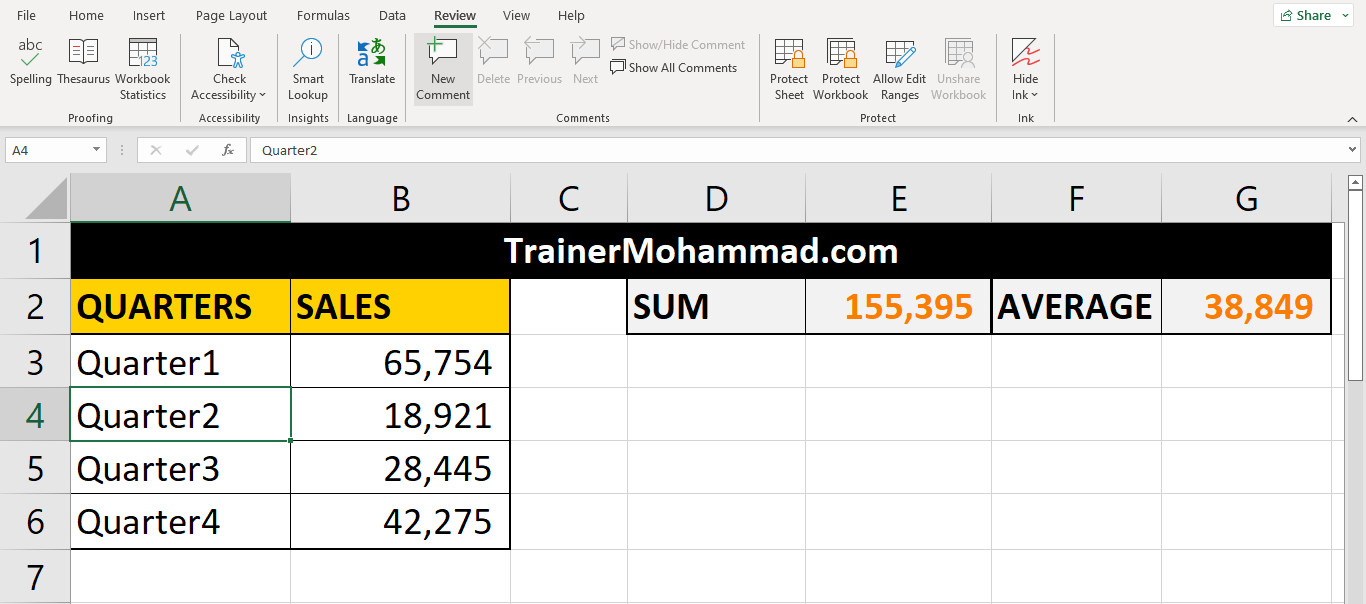 File Home Insert Page Layout Formulas Data Review View Help Share
abc
Spelling Thesaurus Workbook Statistics
Proofing
Check Accessibility
Accessibility
Smart Lookup
Insights
aあ
Translate
Language
New Comment Delete Previous Next
Show/Hide Comment
Show All Comments
Comments
Protect Sheet Protect Workbook Allow Edit Ranges Unshare Workbook
Protect
Hide Ink
Ink
A4 fx Quarter2
A B C D E F G
1 TrainerMohammad.com
2 QUARTERS SALES SUM 155,395 AVERAGE 38,849
3 Quarter1 65,754
4 Quarter2 18,921
5 Quarter3 28,445
6 Quarter4 42,275
7